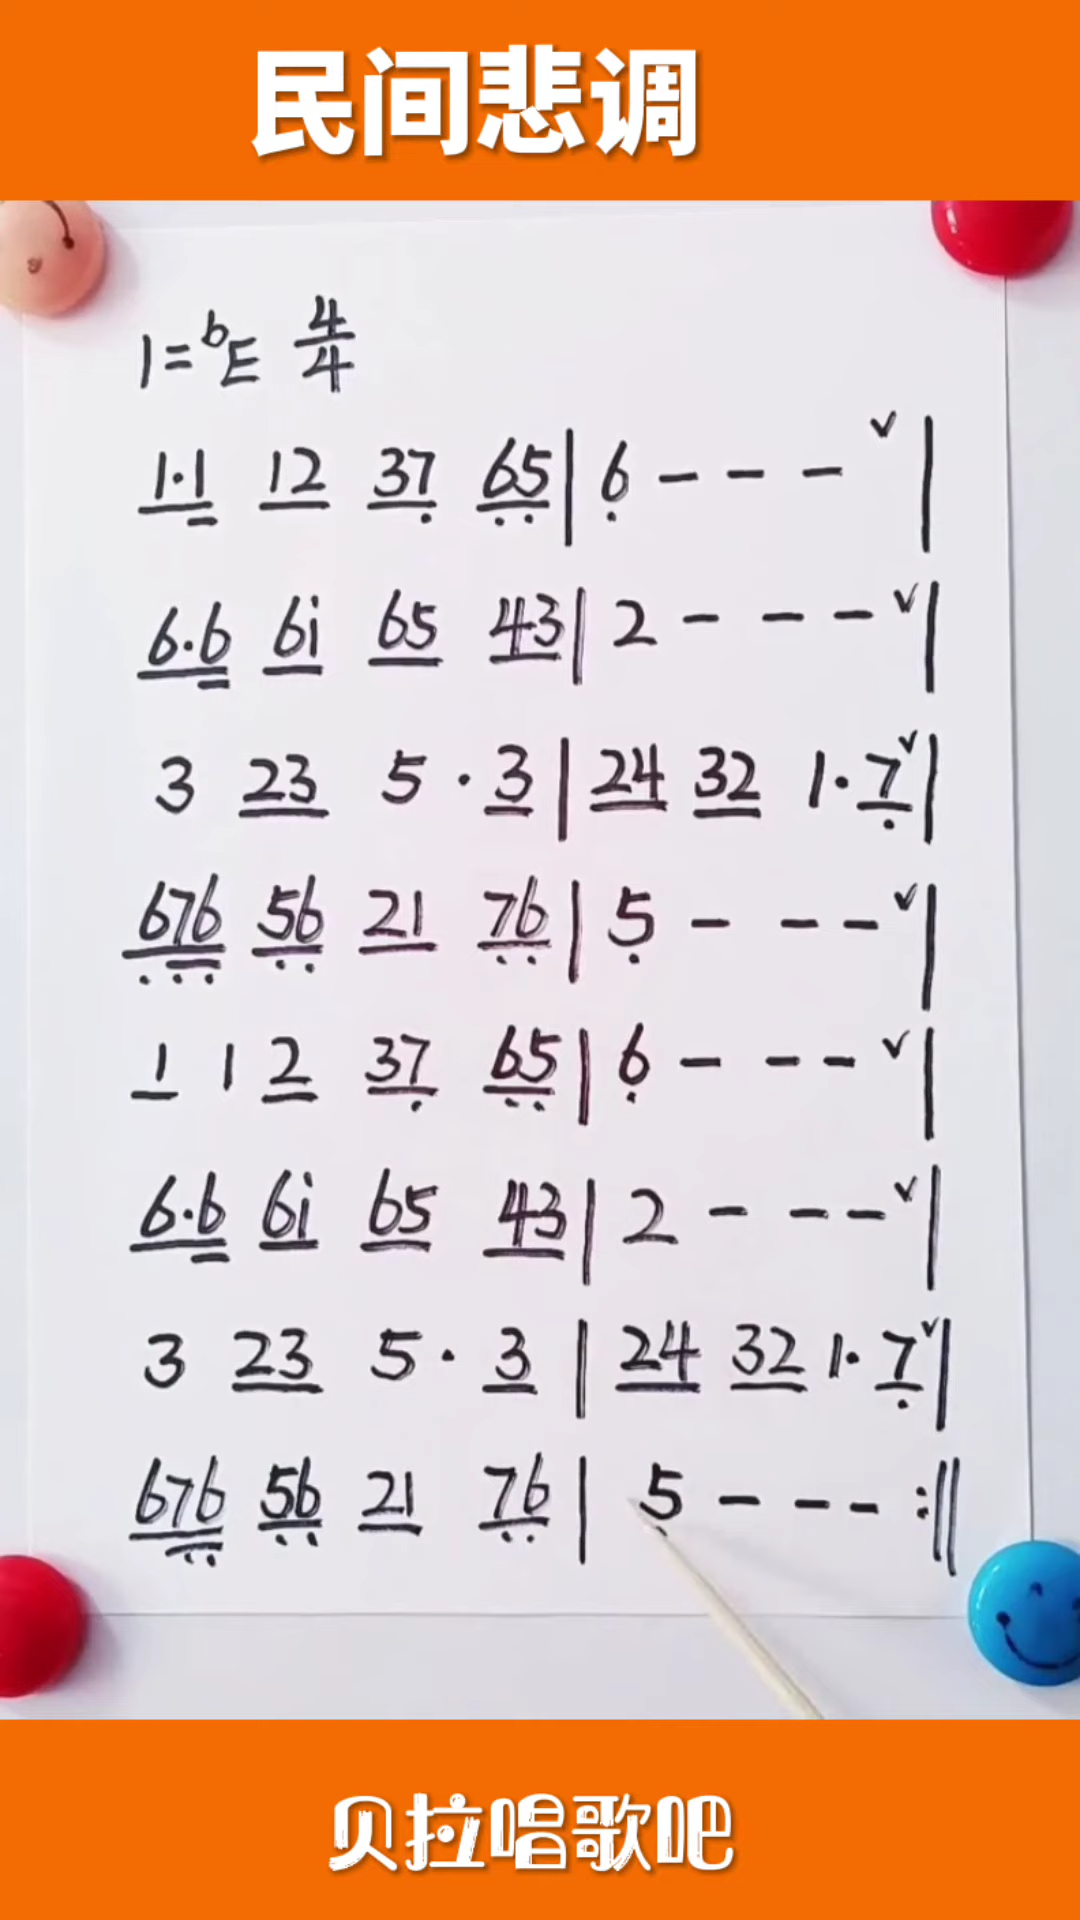 民间悲调
1=ᵇE 4/4
1·1 12 37 65 | 6 - - - ∨ |
6·6 6i 65 43 | 2 - - - ∨ |
3 23 5 · 3 | 24 32 1·7 ∨ |
676 56 21 76 | 5 - - - ∨ |
1 1 2 37 65 | 6 - - - ∨ |
6·6 6i 65 43 | 2 - - - ∨ |
3 23 5 · 3 | 24 32 1·7 ∨ |
676 56 21 76 | 5 - - - :||
贝拉唱歌吧